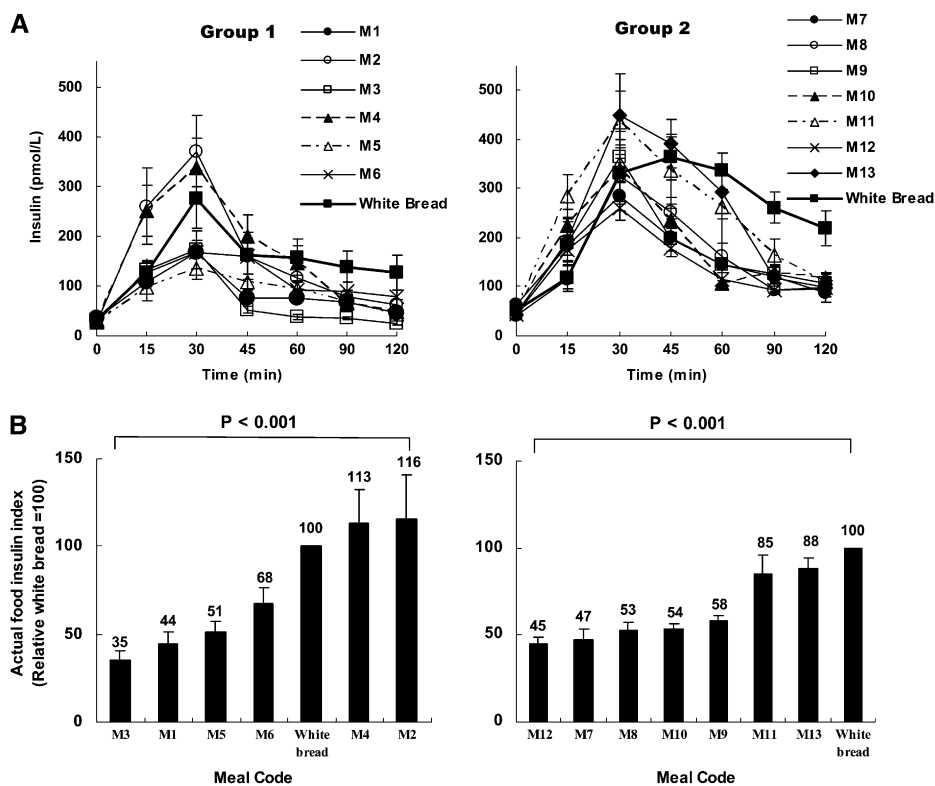 A
Group 1
M1
M2
M3
M4
M5
M6
White Bread
Insulin (pmol/L)
500
400
300
200
100
0
0 15 30 45 60 90 120
Time (min)
Group 2
M7
M8
M9
M10
M11
M12
M13
White Bread
500
400
300
200
100
0
0 15 30 45 60 90 120
Time (min)
B
P < 0.001
Actual food insulin index
(Relative white bread =100)
150
100
50
0
35 44 51 68 100 113 116
M3 M1 M5 M6 White M4 M2
bread
Meal Code
P < 0.001
150
100
50
0
45 47 53 54 58 85 88 100
M12 M7 M8 M10 M9 M11 M13 White
bread
Meal Code